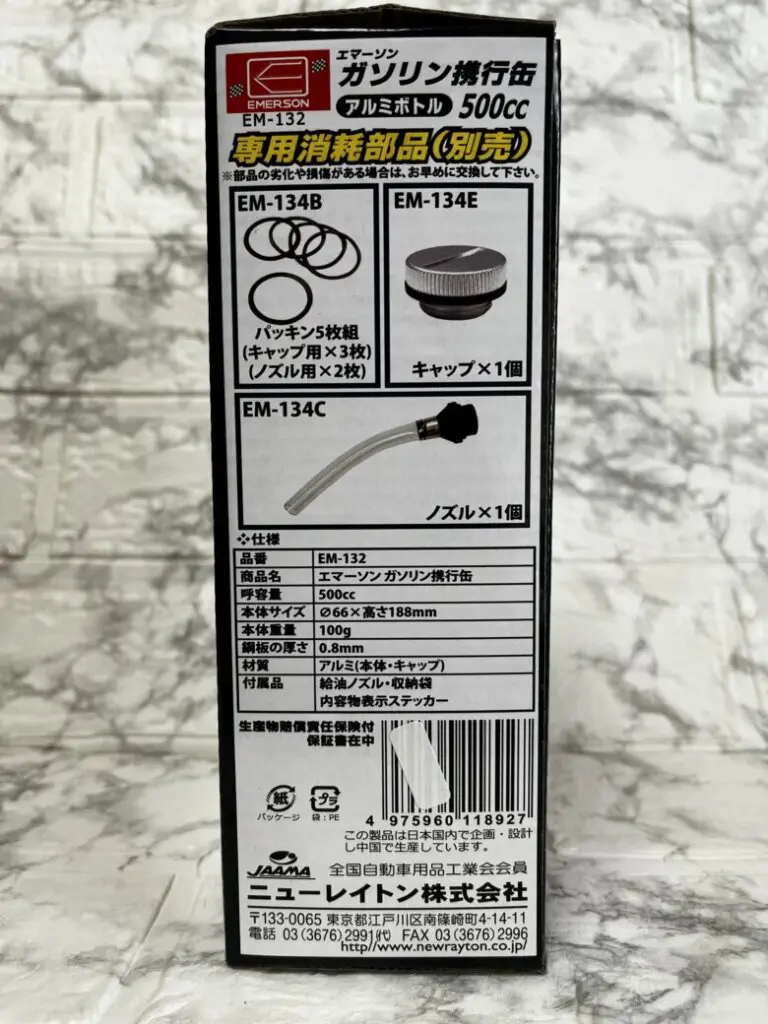 エマーソン
ガソリン携行缶
EMERSON
EM-132
アルミボトル 500cc
専用消耗部品(別売)
※部品の劣化や損傷がある場合は、お早めに交換して下さい。
EM-134B
パッキン5枚組
(キャップ用×3枚)
(ノズル用×2枚)
EM-134E
キャップ×1個
EM-134C
ノズル×1個
❖仕様
品番 EM-132
商品名 エマーソン ガソリン携行缶
呼容量 500cc
本体サイズ ∅66×高さ188mm
本体重量 100g
鋼板の厚さ 0.8mm
材質 アルミ(本体・キャップ)
付属品 給油ノズル・収納袋
内容物表示ステッカー
生産物賠償責任保険付
保証書在中
紙
パッケージ
プラ
袋:PE
4 975960 118927
この製品は日本国内で企画・設計
し中国で生産しています。
JAAMA 全国自動車用品工業会会員
ニューレイトン株式会社
〒133-0065 東京都江戸川区南篠崎町4-14-11
電話 03(3676)2991㈹ FAX 03(3676)2996
http//www.newrayton.co.jp/